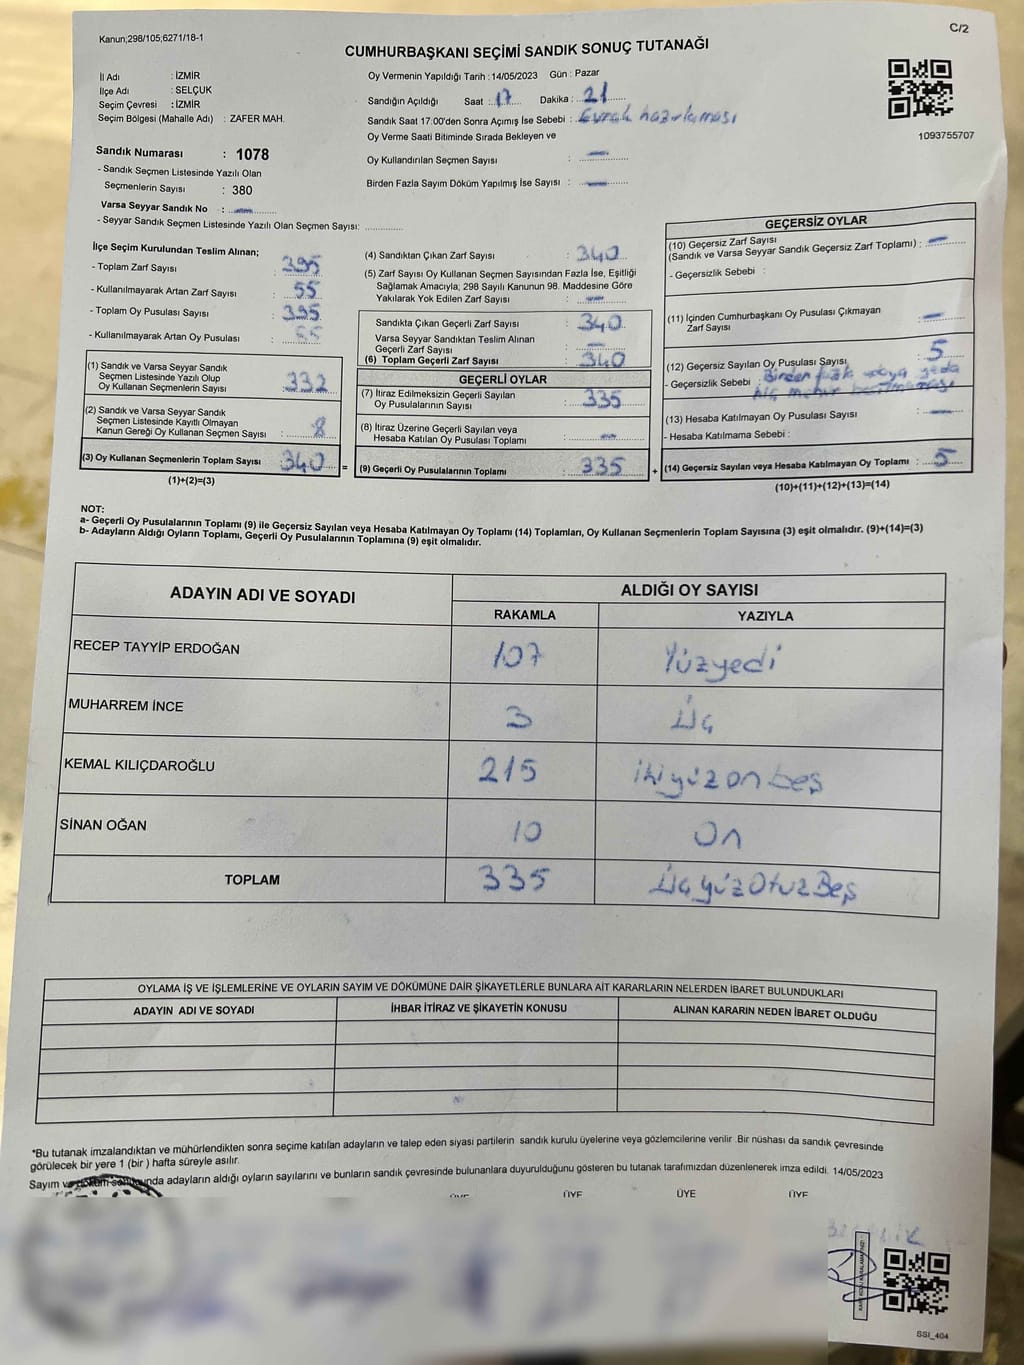 Kanun;298/105;6271/18-1
C/2
CUMHURBAŞKANI SEÇİMİ SANDIK SONUÇ TUTANAĞI
İl Adı : İZMİR
İlçe Adı : SELÇUK
Seçim Çevresi : İZMİR
Seçim Bölgesi (Mahalle Adı) : ZAFER MAH.
Oy Vermenin Yapıldığı Tarih : 14/05/2023 Gün : Pazar
Sandığın Açıldığı Saat : 17 Dakika : 21
Sandık Saat 17:00'den Sonra Açımış İse Sebebi : Evrak hazırlaması
Oy Verme Saati Bitiminde Sırada Bekleyen ve
Oy Kullandırılan Seçmen Sayısı : —
Birden Fazla Sayım Döküm Yapılmış İse Sayısı : —
1093755707
Sandık Numarası : 1078
- Sandık Seçmen Listesinde Yazılı Olan
Seçmenlerin Sayısı : 380
Varsa Seyyar Sandık No : —
- Seyyar Sandık Seçmen Listesinde Yazılı Olan Seçmen Sayısı: ............
İlçe Seçim Kurulundan Teslim Alınan;
- Toplam Zarf Sayısı : 395
- Kullanılmayarak Artan Zarf Sayısı : 55
- Toplam Oy Pusulası Sayısı : 395
- Kullanılmayarak Artan Oy Pusulası : 55
(1) Sandık ve Varsa Seyyar Sandık
Seçmen Listesinde Yazılı Olup
Oy Kullanan Seçmenlerin Sayısı : 332
(2) Sandık ve Varsa Seyyar Sandık
Seçmen Listesinde Kayıtlı Olmayan
Kanun Gereği Oy Kullanan Seçmen Sayısı : 8
(3) Oy Kullanan Seçmenlerin Toplam Sayısı : 340 =
(1)+(2)=(3)
(4) Sandıktan Çıkan Zarf Sayısı : 340
(5) Zarf Sayısı Oy Kullanan Seçmen Sayısından Fazla İse, Eşitliği
Sağlamak Amacıyla; 298 Sayılı Kanunun 98. Maddesine Göre
Yakılarak Yok Edilen Zarf Sayısı : —
Sandıkta Çıkan Geçerli Zarf Sayısı : 340
Varsa Seyyar Sandıktan Teslim Alınan
Geçerli Zarf Sayısı : —
(6) Toplam Geçerli Zarf Sayısı : 340
GEÇERLİ OYLAR
(7) İtiraz Edilmeksizin Geçerli Sayılan
Oy Pusulalarının Sayısı : 335
(8) İtiraz Üzerine Geçerli Sayılan veya
Hesaba Katılan Oy Pusulası Toplamı : —
(9) Geçerli Oy Pusulalarının Toplamı : 335 +
GEÇERSİZ OYLAR
(10) Geçersiz Zarf Sayısı
(Sandık ve Varsa Seyyar Sandık Geçersiz Zarf Toplamı) : —
- Geçersizlik Sebebi :
(11) İçinden Cumhurbaşkanı Oy Pusulası Çıkmayan
Zarf Sayısı : —
(12) Geçersiz Sayılan Oy Pusulası Sayısı : 5
- Geçersizlik Sebebi : Birden fazla veya yada
hiç mühür
(13) Hesaba Katılmayan Oy Pusulası Sayısı : —
- Hesaba Katılmama Sebebi :
(14) Geçersiz Sayılan veya Hesaba Katılmayan Oy Toplamı : 5
(10)+(11)+(12)+(13)=(14)
NOT:
a- Geçerli Oy Pusulalarının Toplamı (9) ile Geçersiz Sayılan veya Hesaba Katılmayan Oy Toplamı (14) Toplamları, Oy Kullanan Seçmenlerin Toplam Sayısına (3) eşit olmalıdır. (9)+(14)=(3)
b- Adayların Aldığı Oyların Toplamı, Geçerli Oy Pusulalarının Toplamına (9) eşit olmalıdır.
ADAYIN ADI VE SOYADI ALDIĞI OY SAYISI
RAKAMLA YAZIYLA
RECEP TAYYİP ERDOĞAN 107 Yüzyedi
MUHARREM İNCE 3 Üç
KEMAL KILIÇDAROĞLU 215 ikiyüz on beş
SİNAN OĞAN 10 On
TOPLAM 335 ÜçyüzOtuzBeş
OYLAMA İŞ VE İŞLEMLERİNE VE OYLARIN SAYIM VE DÖKÜMÜNE DAİR ŞİKAYETLERLE BUNLARA AİT KARARLARIN NELERDEN İBARET BULUNDUKLARI
ADAYIN ADI VE SOYADI İHBAR İTİRAZ VE ŞİKAYETİN KONUSU ALINAN KARARIN NEDEN İBARET OLDUĞU
*Bu tutanak imzalandıktan ve mühürlendikten sonra seçime katılan adayların ve talep eden siyasi partilerin sandık kurulu üyelerine veya gözlemcilerine verilir. Bir nüshası da sandık çevresinde
görülecek bir yere 1 (bir ) hafta süreyle asılır.
Sayım ve döküm sonucunda adayların aldığı oyların sayılarını ve bunların sandık çevresinde bulunanlara duyurulduğunu gösteren bu tutanak tarafımızdan düzenlenerek imza edildi. 14/05/2023
ÜYE ÜYE ÜYE ÜYE
SSI_404